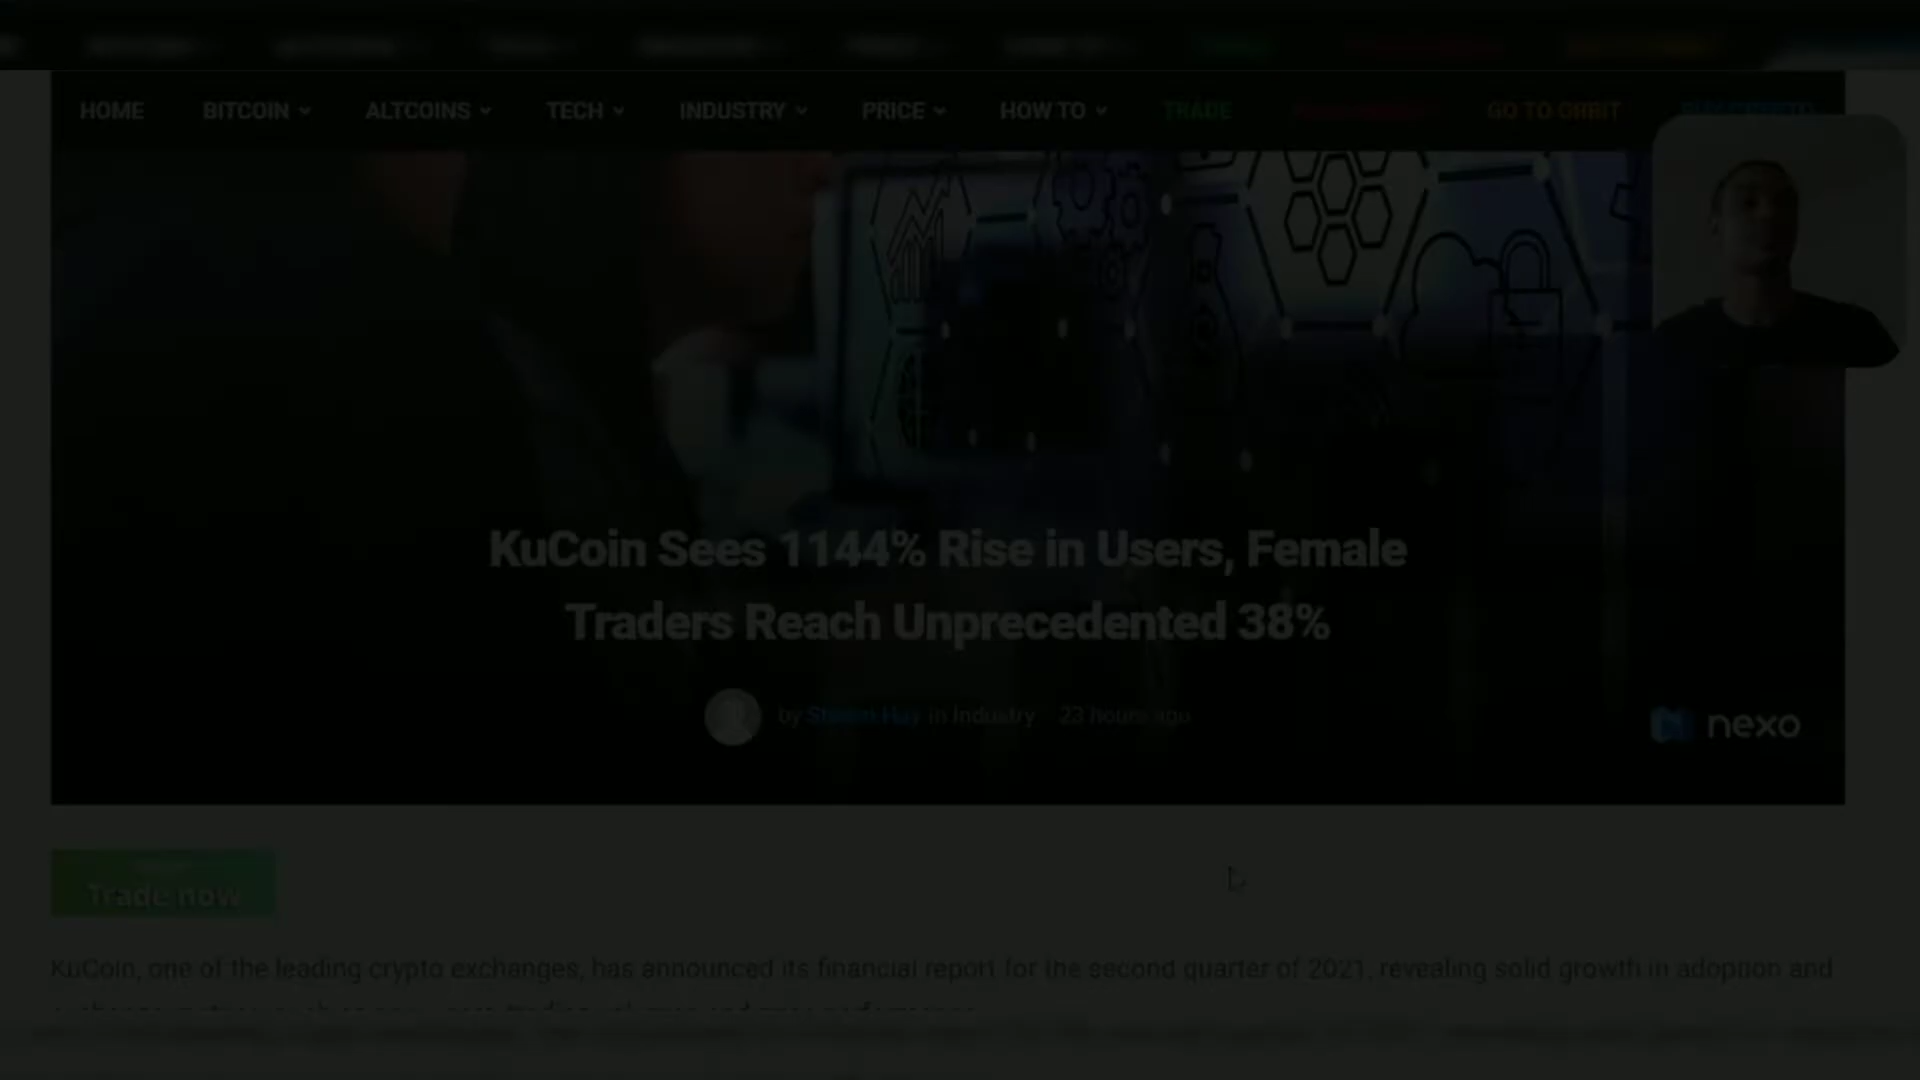 HOME BITCOIN ALTCOINS TECH INDUSTRY PRICE HOW TO TRADE GO TO ORBIT
KuCoin Sees 1144% Rise in Users, Female
Traders Reach Unprecedented 38%
by in Industry 23 hours ago
nexo
Trade now
KuCoin, one of the leading crypto exchanges, has announced its financial report for the second quarter of 2021, revealing solid growth in adoption and